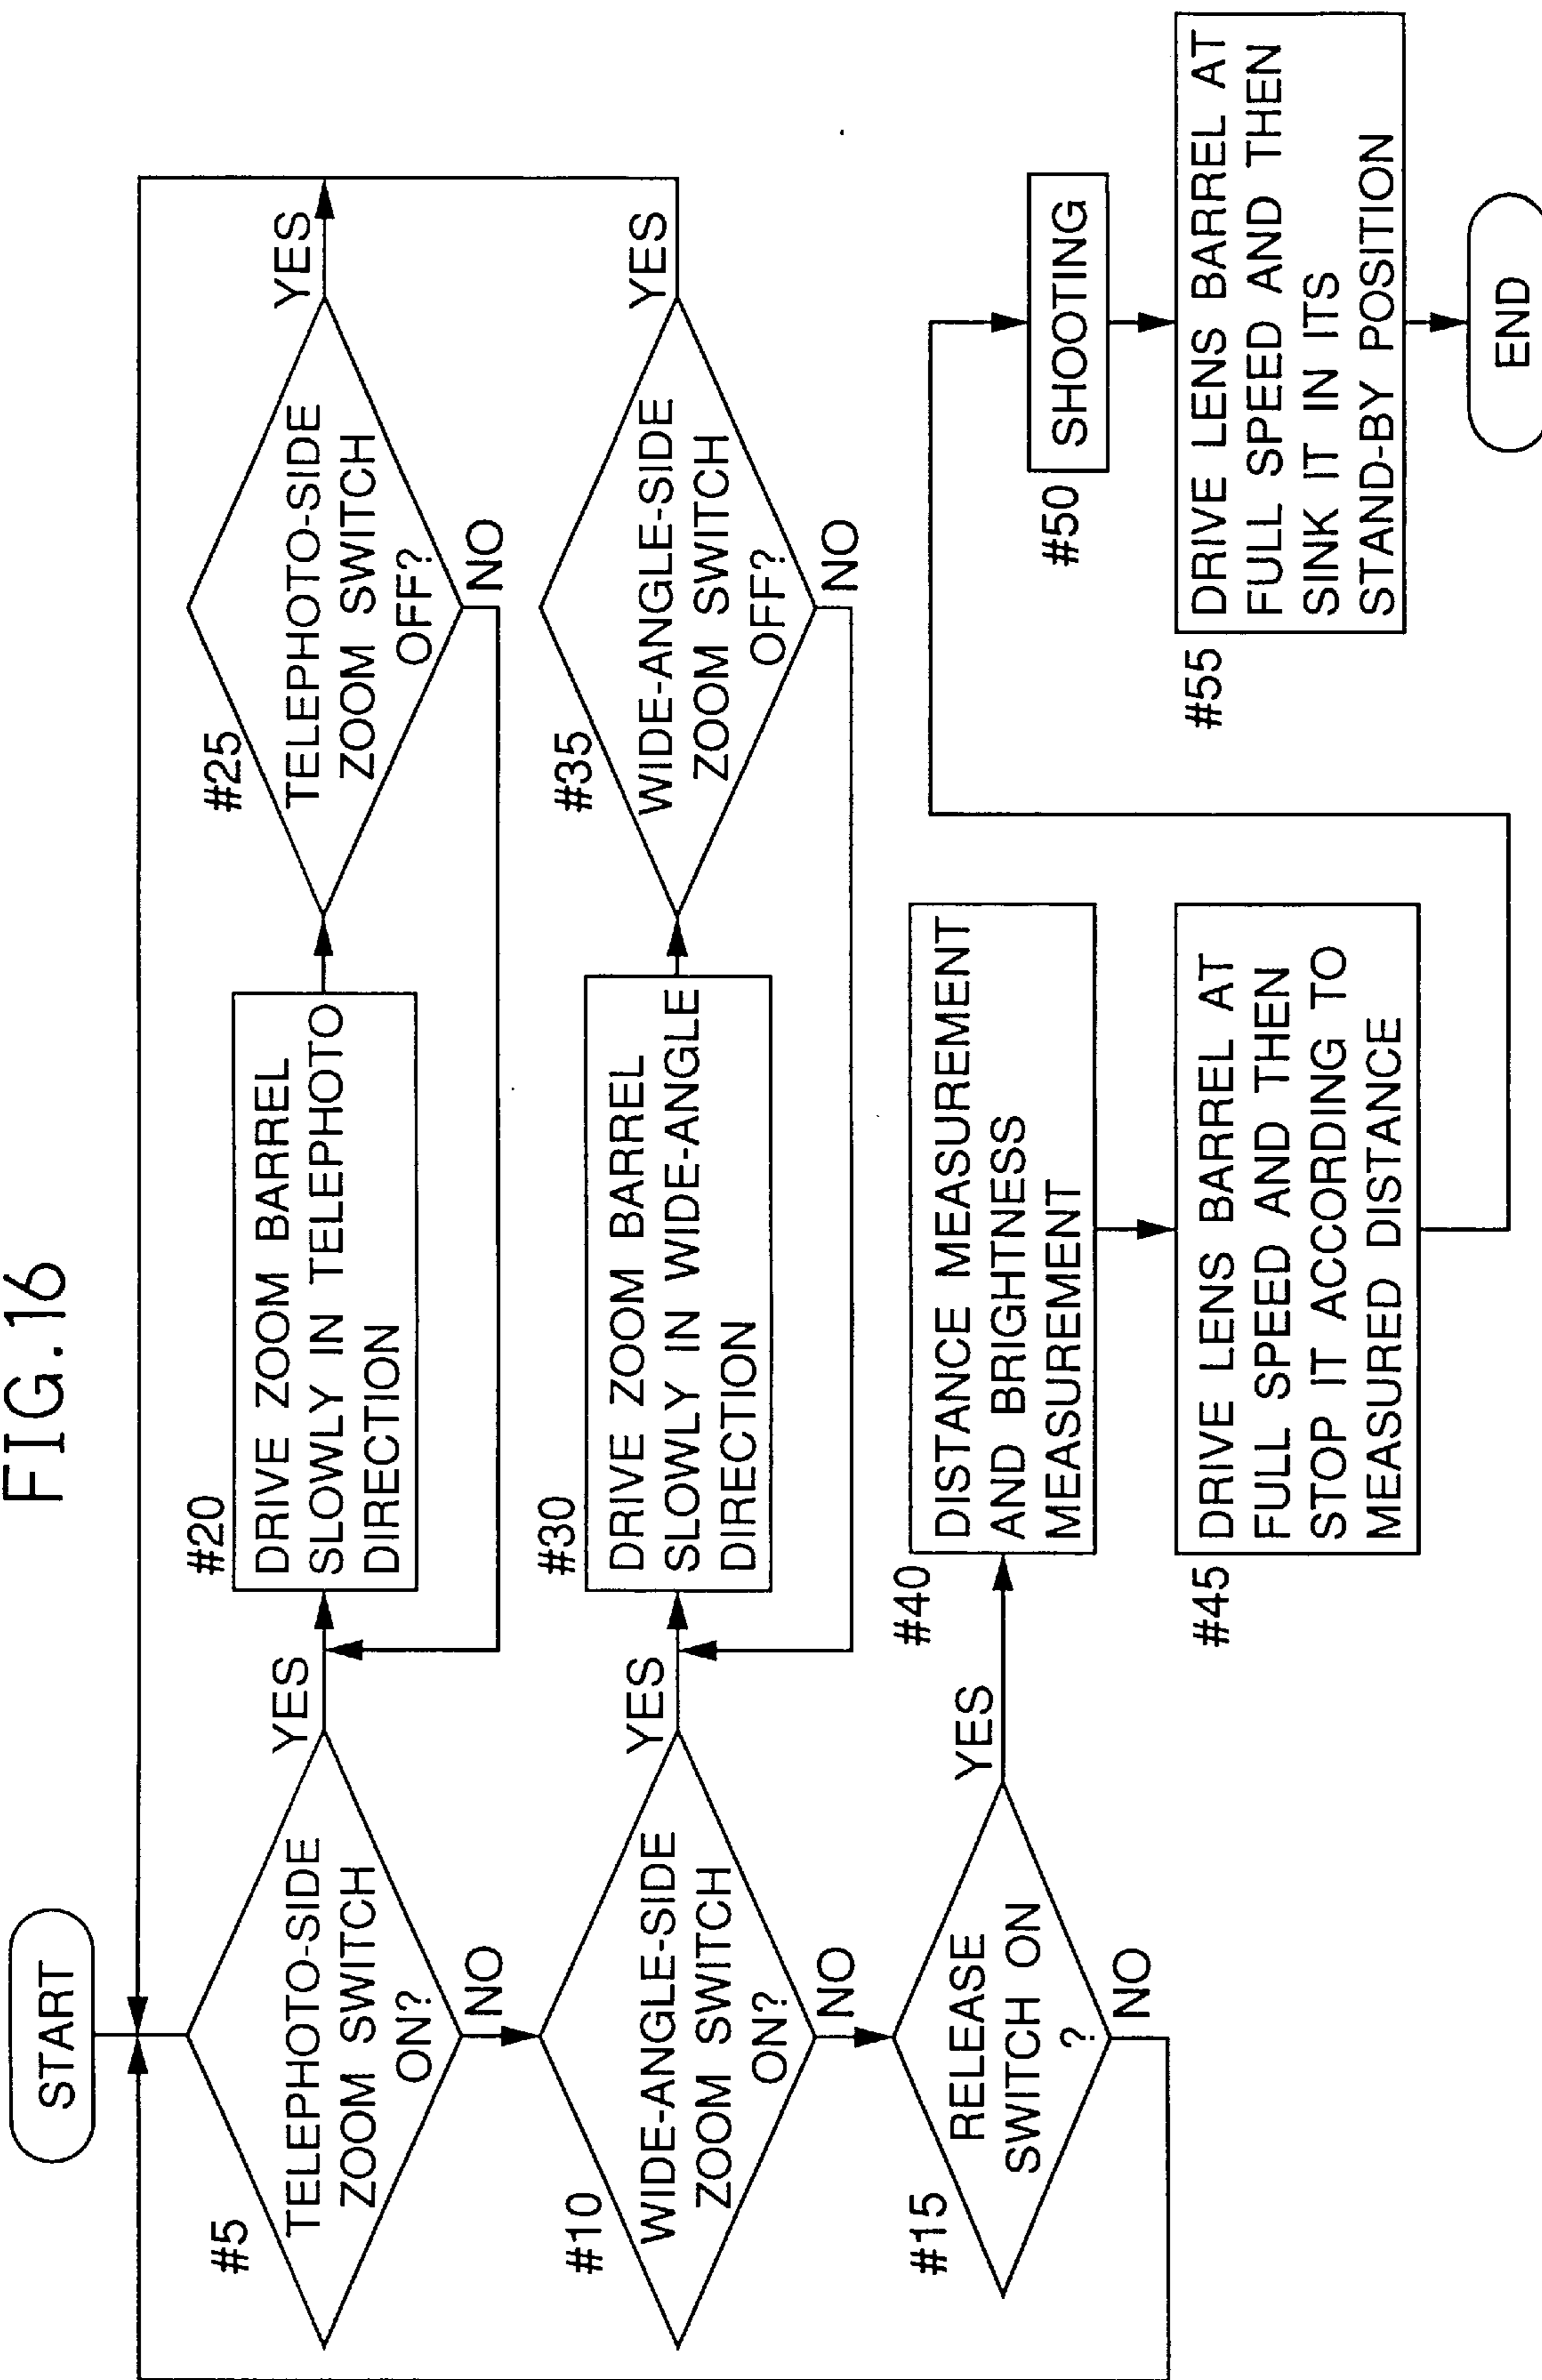 FIG.16
START
#5
TELEPHOTO-SIDE
ZOOM SWITCH
ON?
YES
NO
#20
DRIVE ZOOM BARREL
SLOWLY IN TELEPHOTO
DIRECTION
#25
TELEPHOTO-SIDE
ZOOM SWITCH
OFF?
YES
NO
#10
WIDE-ANGLE-SIDE
ZOOM SWITCH
ON?
YES
NO
#30
DRIVE ZOOM BARREL
SLOWLY IN WIDE-ANGLE
DIRECTION
#35
WIDE-ANGLE-SIDE
ZOOM SWITCH
OFF?
YES
NO
#15
RELEASE
SWITCH ON
?
YES
NO
#40
DISTANCE MEASUREMENT
AND BRIGHTNESS
MEASUREMENT
#45
DRIVE LENS BARREL AT
FULL SPEED AND THEN
STOP IT ACCORDING TO
MEASURED DISTANCE
#50
SHOOTING
#55
DRIVE LENS BARREL AT
FULL SPEED AND THEN
SINK IT IN ITS
STAND-BY POSITION
END